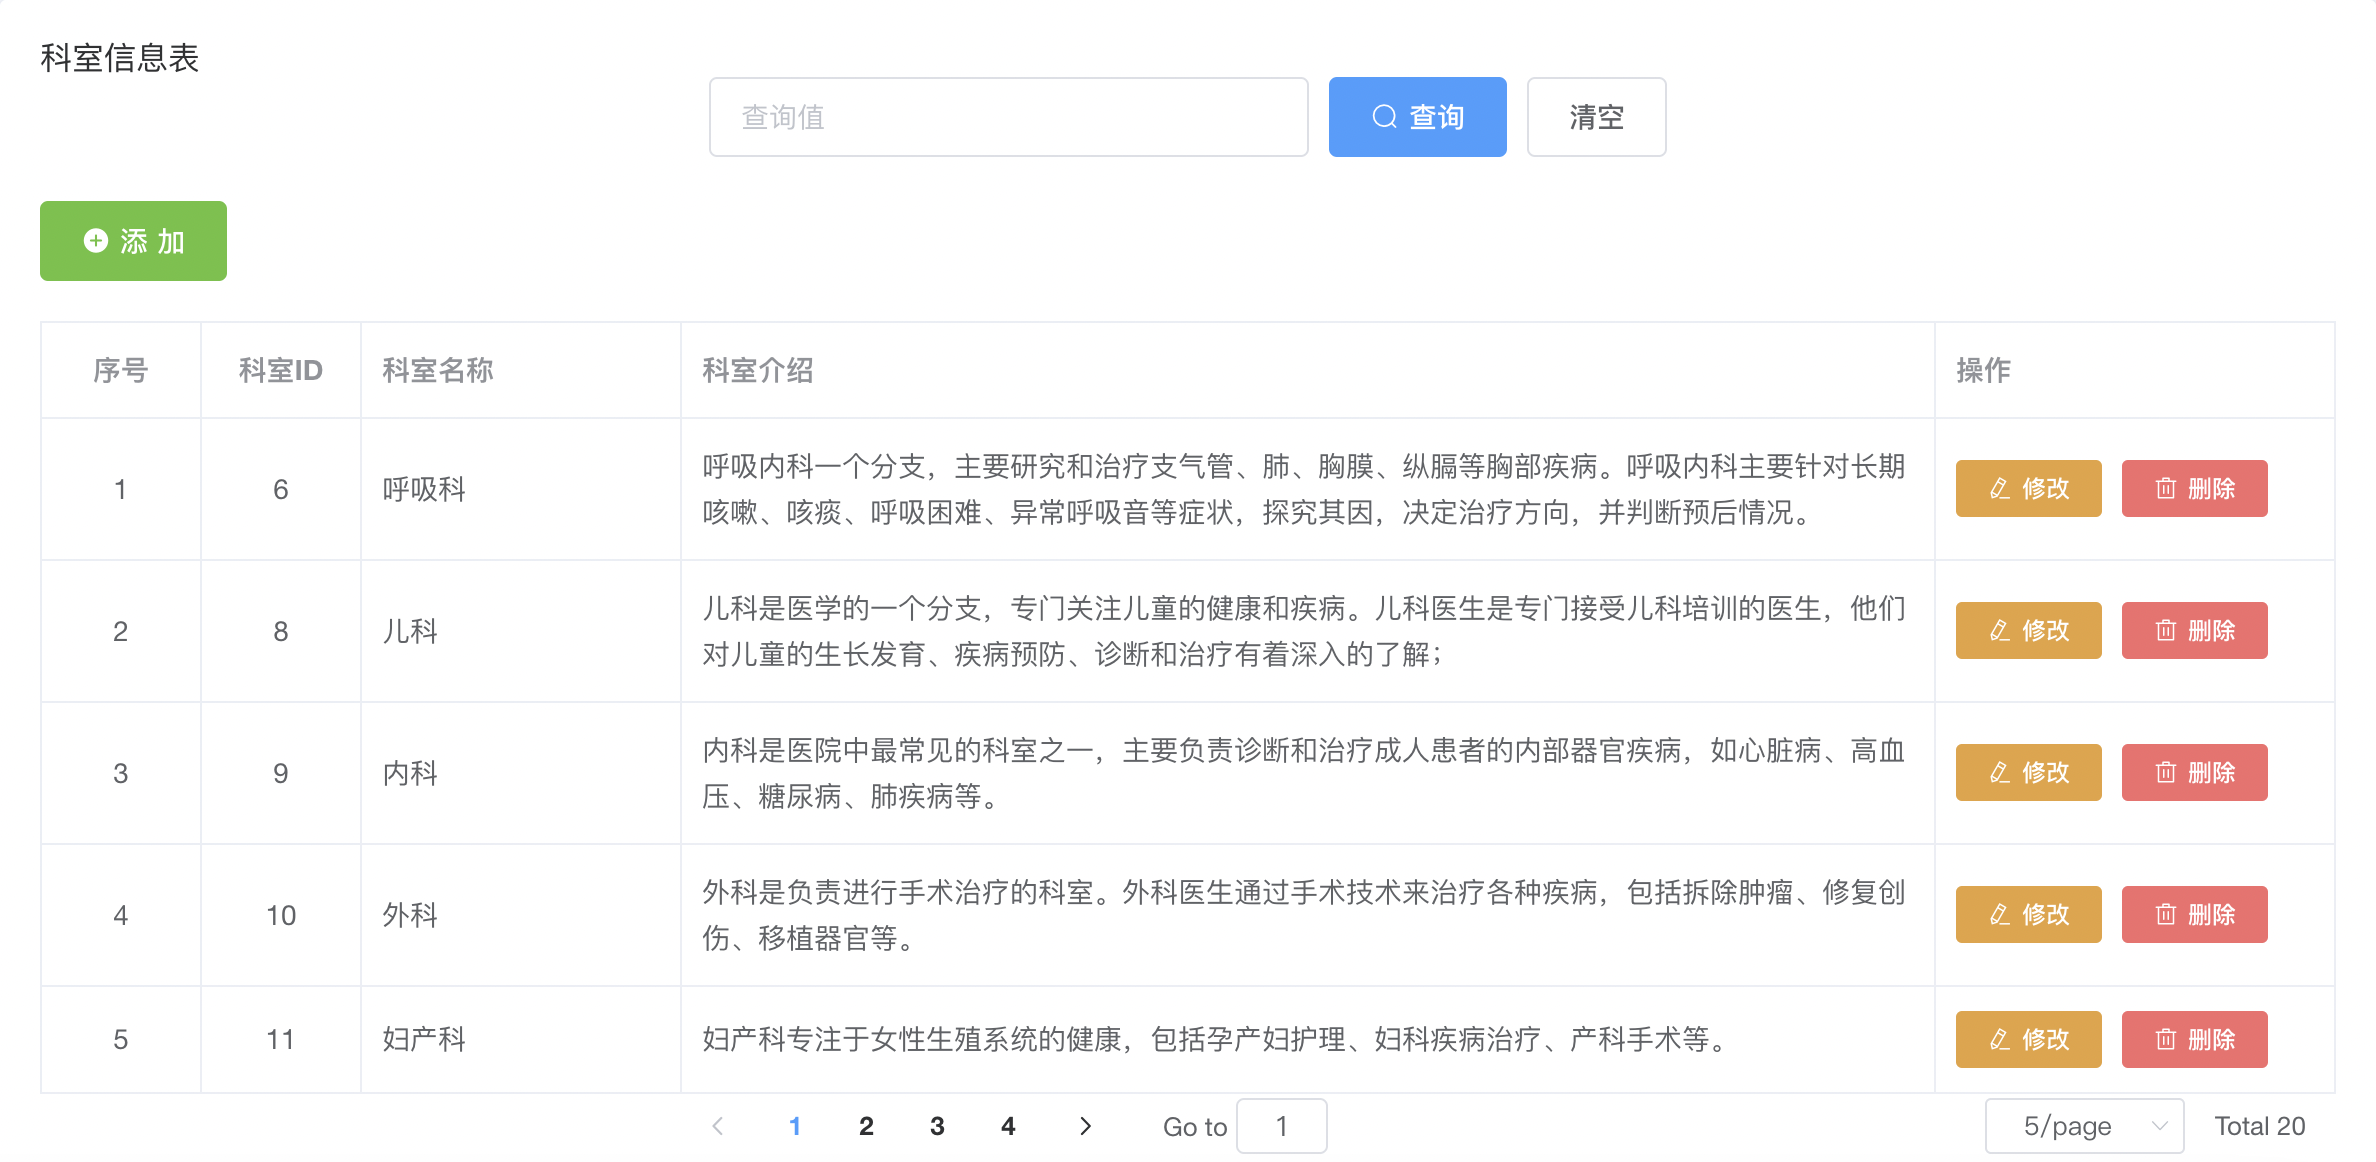 科室信息表
查询值
查询
清空
添 加
序号 科室ID 科室名称 科室介绍 操作
1 6 呼吸科 呼吸内科一个分支，主要研究和治疗支气管、肺、胸膜、纵膈等胸部疾病。呼吸内科主要针对长期
咳嗽、咳痰、呼吸困难、异常呼吸音等症状，探究其因，决定治疗方向，并判断预后情况。
修改 删除
2 8 儿科 儿科是医学的一个分支，专门关注儿童的健康和疾病。儿科医生是专门接受儿科培训的医生，他们
对儿童的生长发育、疾病预防、诊断和治疗有着深入的了解；
修改 删除
3 9 内科 内科是医院中最常见的科室之一，主要负责诊断和治疗成人患者的内部器官疾病，如心脏病、高血
压、糖尿病、肺疾病等。
修改 删除
4 10 外科 外科是负责进行手术治疗的科室。外科医生通过手术技术来治疗各种疾病，包括拆除肿瘤、修复创
伤、移植器官等。
修改 删除
5 11 妇产科 妇产科专注于女性生殖系统的健康，包括孕产妇护理、妇科疾病治疗、产科手术等。 修改 删除
1 2 3 4 Go to 1 5/page Total 20